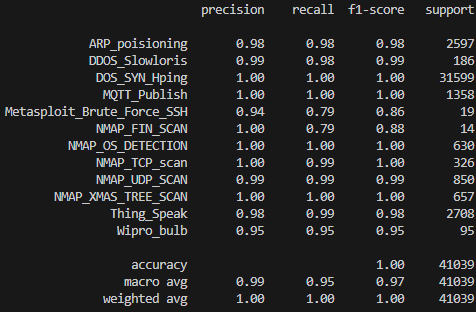 precision recall f1-score support
ARP_poisioning 0.98 0.98 0.98 2597
DDOS_Slowloris 0.99 0.98 0.99 186
DOS_SYN_Hping 1.00 1.00 1.00 31599
MQTT_Publish 1.00 1.00 1.00 1358
Metasploit_Brute_Force_SSH 0.94 0.79 0.86 19
NMAP_FIN_SCAN 1.00 0.79 0.88 14
NMAP_OS_DETECTION 1.00 1.00 1.00 630
NMAP_TCP_scan 1.00 0.99 1.00 326
NMAP_UDP_SCAN 0.99 0.99 0.99 850
NMAP_XMAS_TREE_SCAN 1.00 1.00 1.00 657
Thing_Speak 0.98 0.99 0.98 2708
Wipro_bulb 0.95 0.95 0.95 95
accuracy 1.00 41039
macro avg 0.99 0.95 0.97 41039
weighted avg 1.00 1.00 1.00 41039